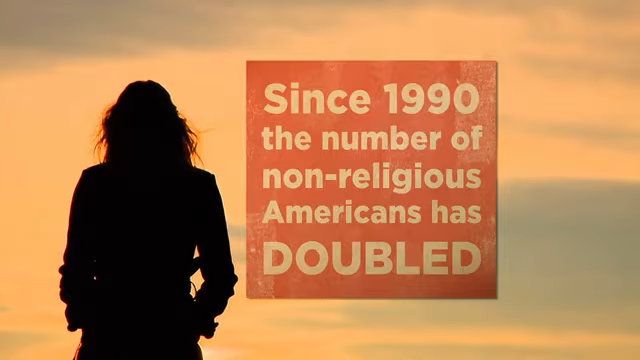 Since 1990
the number of
non-religious
Americans has
DOUBLED